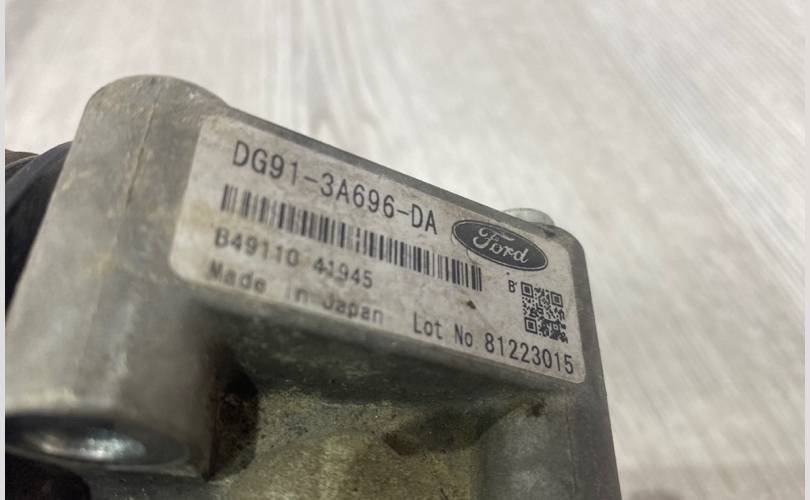 DG91-3A696-DA
Ford
B49110 41945
B
Made in Japan
Lot No 81223015